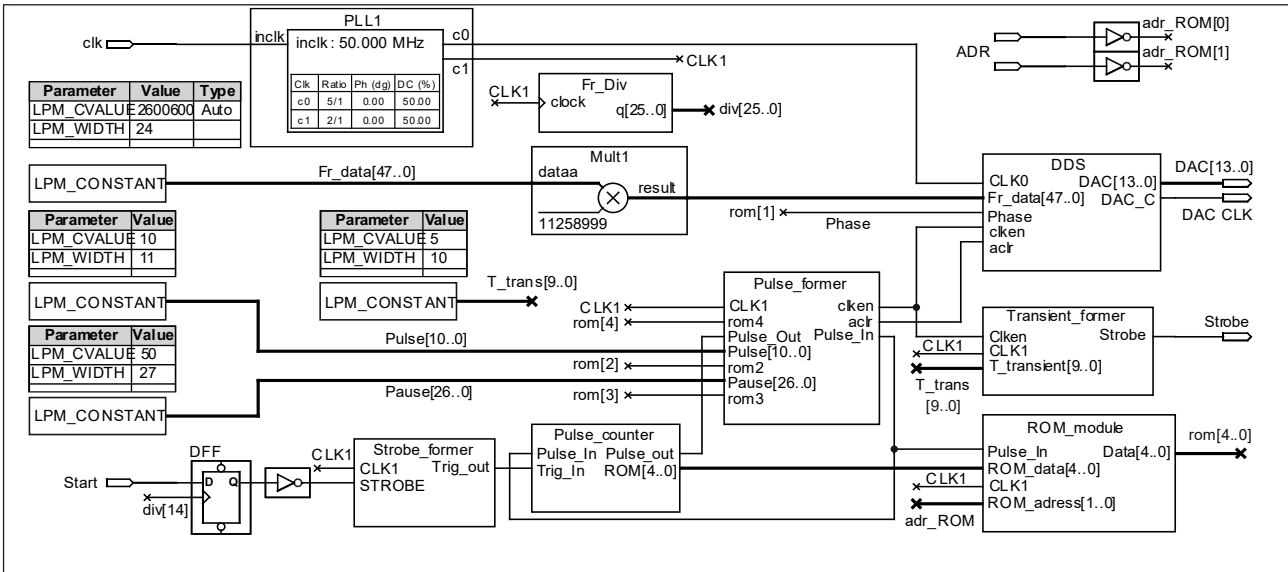 PLL1
clk
inclk
inclk : 50.000 MHz
c0
c1
Clk Ratio Ph (dg) DC (%)
c0 5/1 0.00 50.00
c1 2/1 0.00 50.00
CLK1
ADR
adr_ROM[0]
adr_ROM[1]
Parameter Value Type
LPM_CVALUE 2600600 Auto
LPM_WIDTH 24
Fr_Div
CLK1
clock
q[25..0]
div[25..0]
LPM_CONSTANT
Fr_data[47..0]
Mult1
dataa
result
11258999
DDS
CLK0
Fr_data[47..0]
Phase
clken
aclr
DAC[13..0]
DAC_C
DAC[13..0]
DAC CLK
rom[1]
Phase
Parameter Value
LPM_CVALUE 10
LPM_WIDTH 11
Parameter Value
LPM_CVALUE 5
LPM_WIDTH 10
LPM_CONSTANT
LPM_CONSTANT
T_trans[9..0]
Pulse_former
CLK1
rom[4]
CLK1
rom4
Pulse_Out
Pulse[10..0]
rom2
Pause[26..0]
rom3
clken
aclr
Pulse_In
Pulse[10..0]
rom[2]
Pause[26..0]
rom[3]
Transient_former
Clken
CLK1
T_transient[9..0]
Strobe
Strobe
CLK1
T_trans
[9..0]
Parameter Value
LPM_CVALUE 50
LPM_WIDTH 27
LPM_CONSTANT
DFF
Start
D Q
div[14]
CLK1
Strobe_former
CLK1
STROBE
Trig_out
Pulse_counter
Pulse_In
Trig_In
Pulse_out
ROM[4..0]
ROM_module
Pulse_In
ROM_data[4..0]
CLK1
ROM_adress[1..0]
Data[4..0]
rom[4..0]
CLK1
adr_ROM